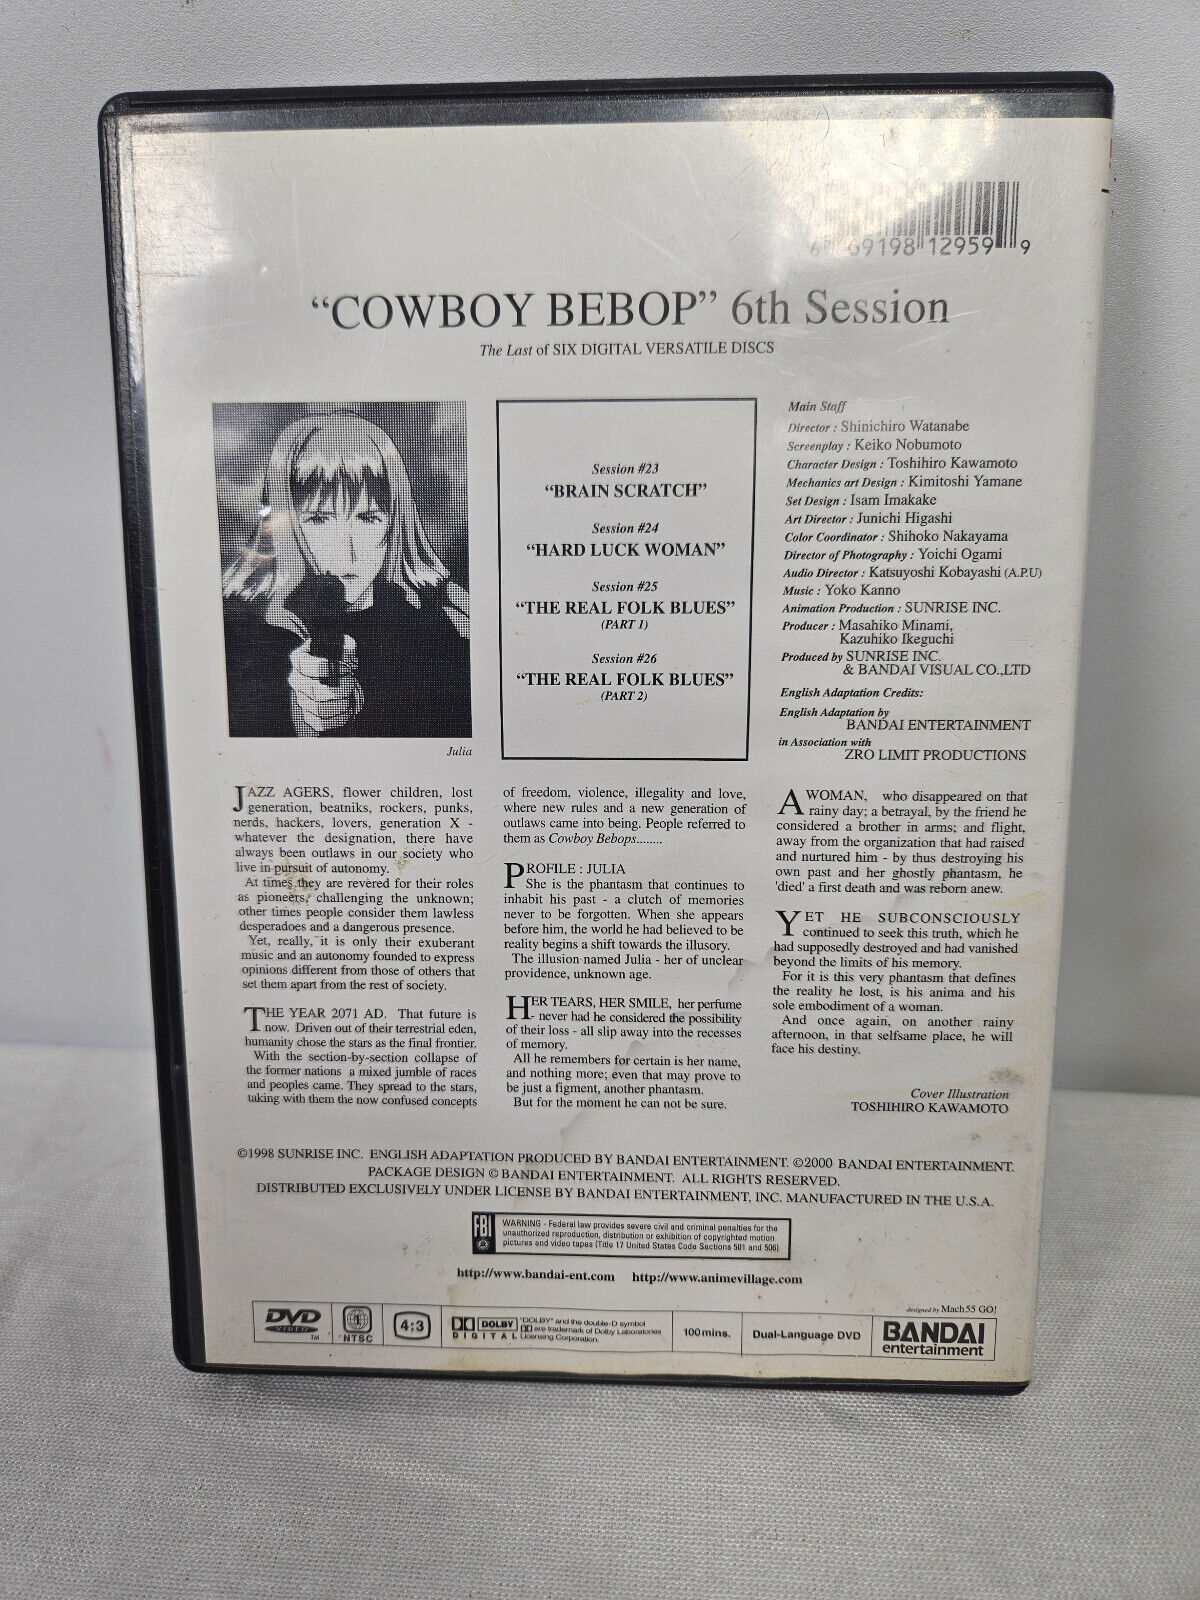 6 69198 12959 9
“COWBOY BEBOP” 6th Session
The Last of SIX DIGITAL VERSATILE DISCS
Julia
Session #23
“BRAIN SCRATCH”
Session #24
“HARD LUCK WOMAN”
Session #25
“THE REAL FOLK BLUES”
(PART 1)
Session #26
“THE REAL FOLK BLUES”
(PART 2)
Main Staff
Director : Shinichiro Watanabe
Screenplay : Keiko Nobumoto
Character Design : Toshihiro Kawamoto
Mechanics art Design : Kimitoshi Yamane
Set Design : Isam Imakake
Art Director : Junichi Higashi
Color Coordinator : Shihoko Nakayama
Director of Photography : Yoichi Ogami
Audio Director : Katsuyoshi Kobayashi (A.P.U)
Music : Yoko Kanno
Animation Production : SUNRISE INC.
Producer : Masahiko Minami,
Kazuhiko Ikeguchi
Produced by SUNRISE INC.
& BANDAI VISUAL CO.,LTD
English Adaptation Credits:
English Adaptation by
BANDAI ENTERTAINMENT
in Association with
ZRO LIMIT PRODUCTIONS
JAZZ AGERS, flower children, lost
generation, beatniks, rockers, punks,
nerds, hackers, lovers, generation X -
whatever the designation, there have
always been outlaws in our society who
live in pursuit of autonomy.
At times they are revered for their roles
as pioneers, challenging the unknown;
other times people consider them lawless
desperadoes and a dangerous presence.
Yet, really, it is only their exuberant
music and an autonomy founded to express
opinions different from those of others that
set them apart from the rest of society.
THE YEAR 2071 AD. That future is
now. Driven out of their terrestrial eden,
humanity chose the stars as the final frontier.
With the section-by-section collapse of
the former nations a mixed jumble of races
and peoples came. They spread to the stars,
taking with them the now confused concepts
of freedom, violence, illegality and love,
where new rules and a new generation of
outlaws came into being. People referred to
them as Cowboy Bebops........
PROFILE : JULIA
She is the phantasm that continues to
inhabit his past - a clutch of memories
never to be forgotten. When she appears
before him, the world he had believed to be
reality begins a shift towards the illusory.
The illusion named Julia - her of unclear
providence, unknown age.
HER TEARS, HER SMILE, her perfume
- never had he considered the possibility
of their loss - all slip away into the recesses
of memory.
All he remembers for certain is her name,
and nothing more; even that may prove to
be just a figment, another phantasm.
But for the moment he can not be sure.
A WOMAN, who disappeared on that
rainy day; a betrayal, by the friend he
considered a brother in arms; and flight,
away from the organization that had raised
and nurtured him - by thus destroying his
own past and her ghostly phantasm, he
'died' a first death and was reborn anew.
YET HE SUBCONSCIOUSLY
continued to seek this truth, which he
had supposedly destroyed and had vanished
beyond the limits of his memory.
For it is this very phantasm that defines
the reality he lost, is his anima and his
sole embodiment of a woman.
And once again, on another rainy
afternoon, in that selfsame place, he will
face his destiny.
Cover Illustration
TOSHIHIRO KAWAMOTO
©1998 SUNRISE INC. ENGLISH ADAPTATION PRODUCED BY BANDAI ENTERTAINMENT. ©2000 BANDAI ENTERTAINMENT.
PACKAGE DESIGN © BANDAI ENTERTAINMENT. ALL RIGHTS RESERVED.
DISTRIBUTED EXCLUSIVELY UNDER LICENSE BY BANDAI ENTERTAINMENT, INC. MANUFACTURED IN THE U.S.A.
FBI
WARNING - Federal law provides severe civil and criminal penalties for the
unauthorized reproduction, distribution or exhibition of copyrighted motion
pictures and video tapes (Title 17 United States Code Sections 501 and 506)
http://www.bandai-ent.com http://www.animevillage.com
designed by Mach55 GO!
DVD
VIDEO
TM
1
NTSC
4:3
DOLBY
DIGITAL
"DOLBY" and the double-D symbol
are trademark of Dolby Laboratories
Licensing Corporation.
100mins.
Dual-Language DVD
BANDAI
entertainment